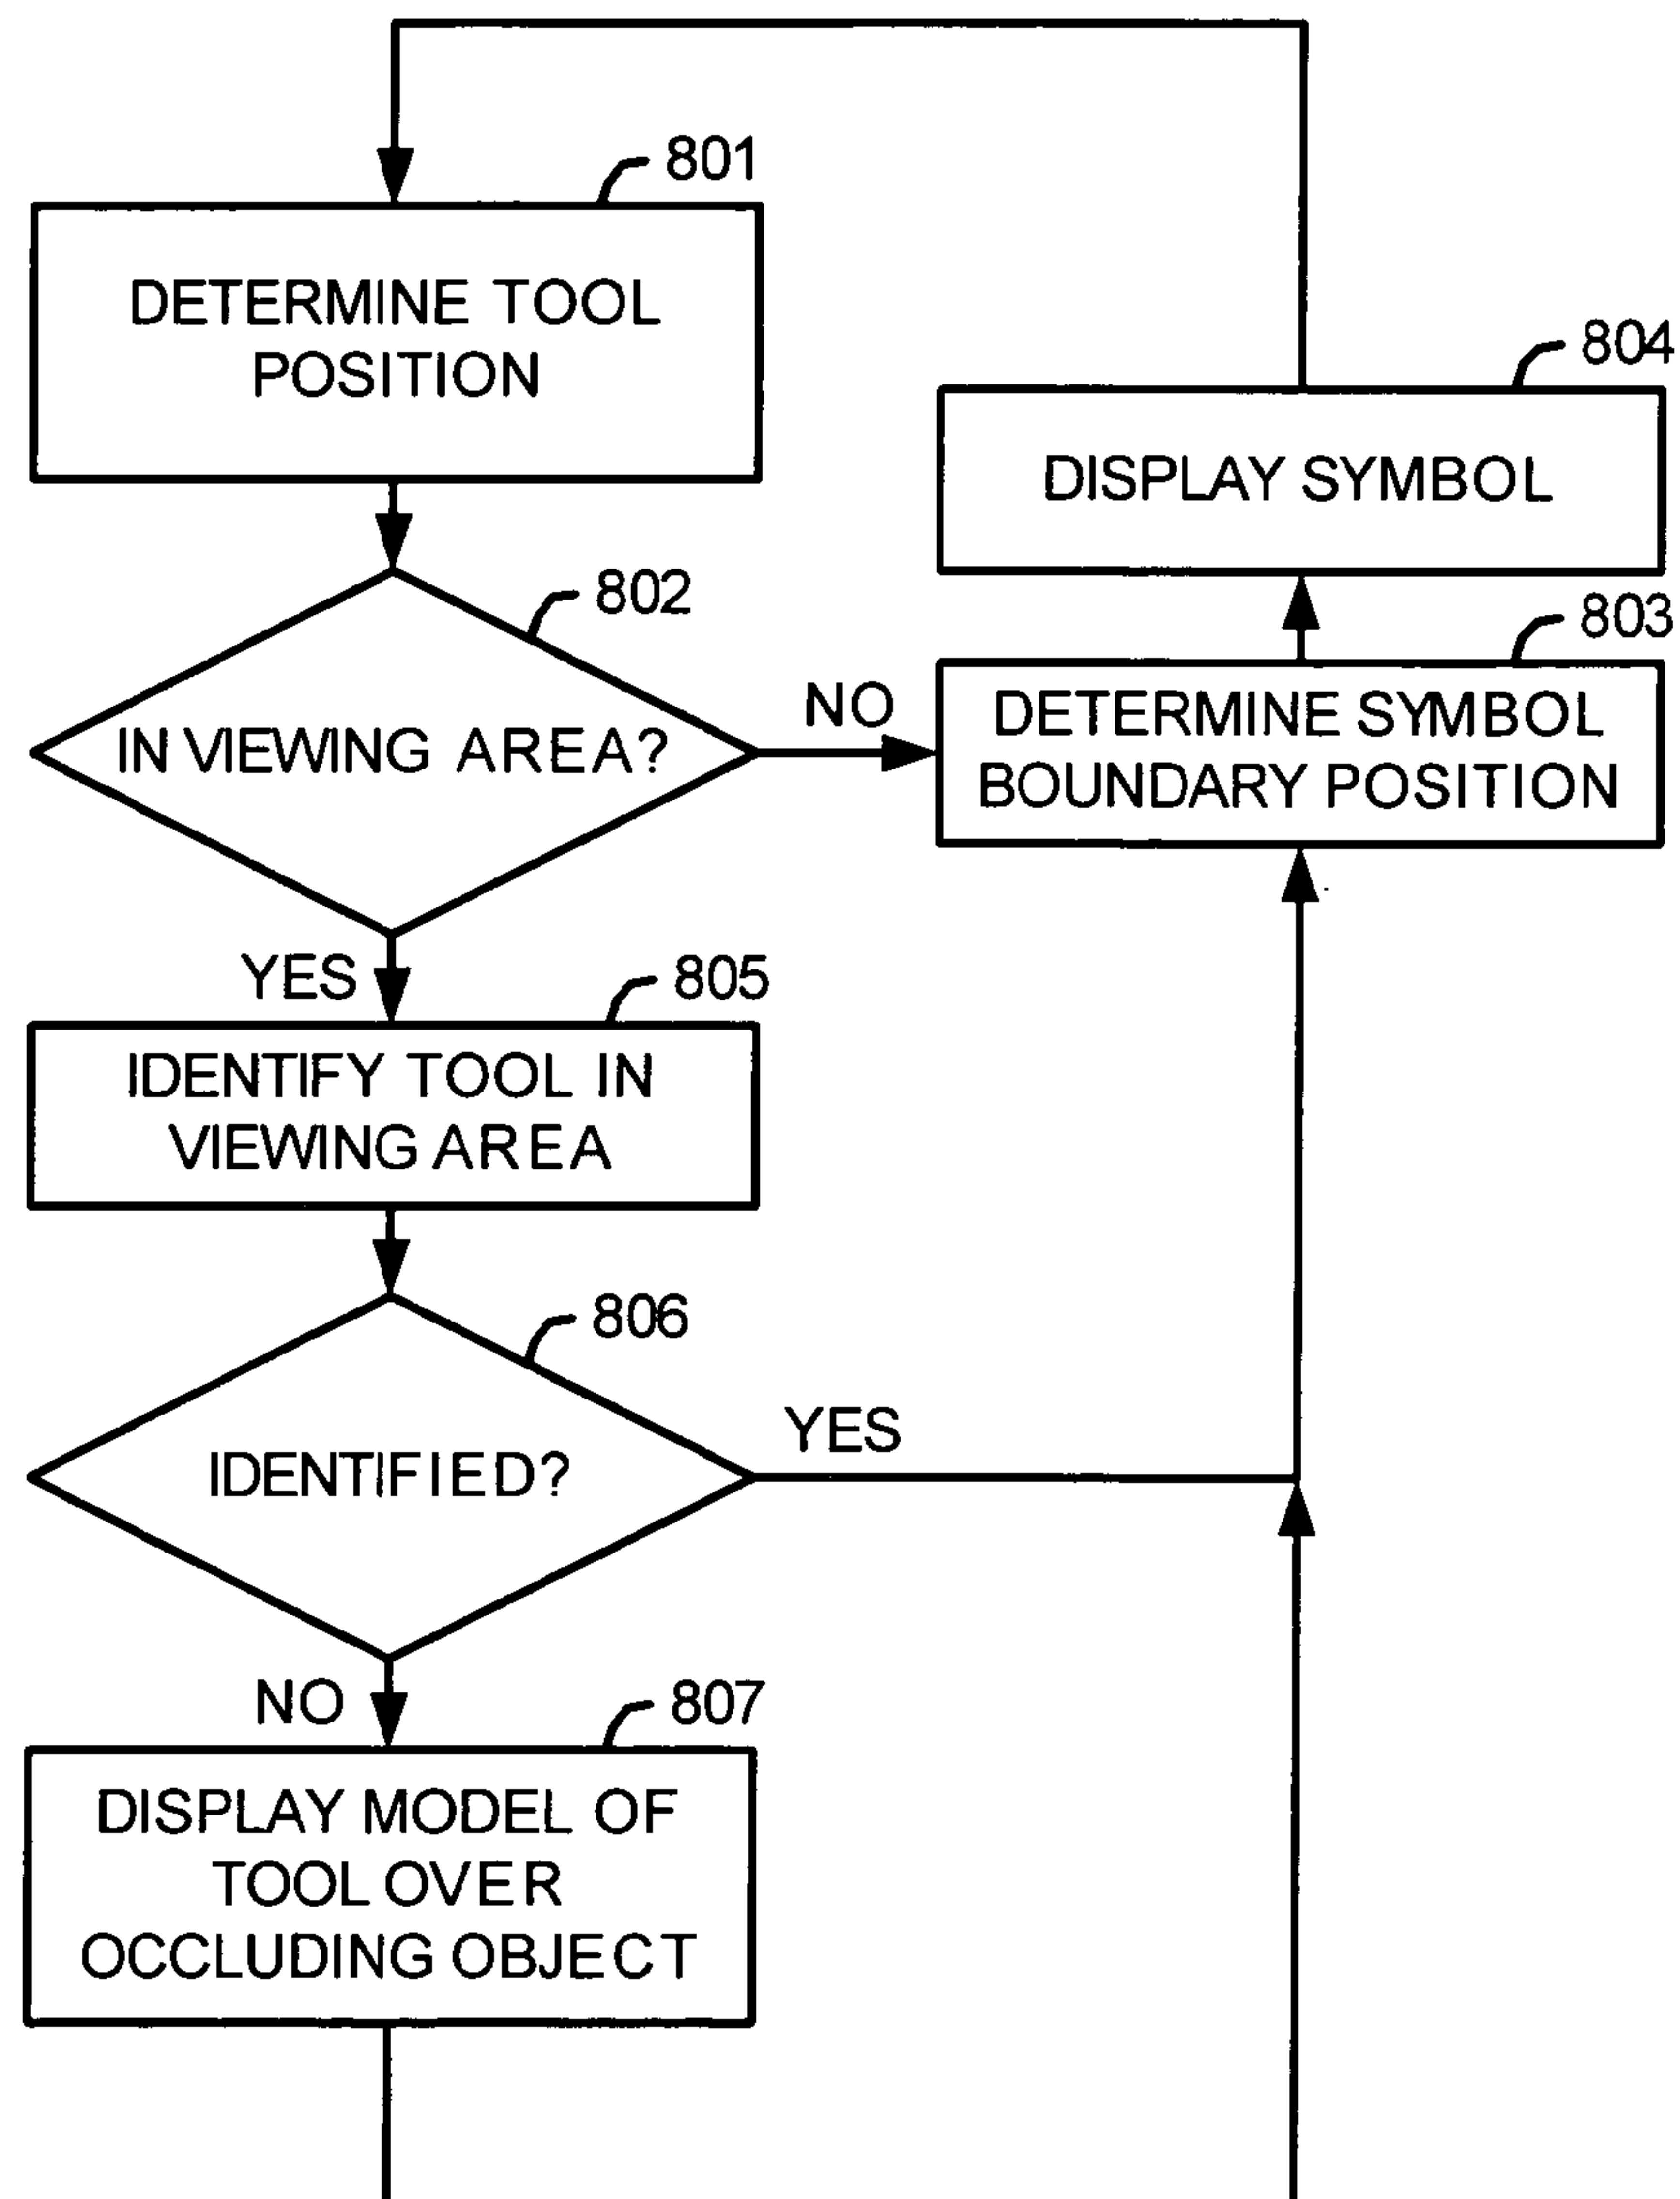 801
DETERMINE TOOL
POSITION
804
DISPLAY SYMBOL
802
IN VIEWING AREA?
NO
803
DETERMINE SYMBOL
BOUNDARY POSITION
YES
805
IDENTIFY TOOL IN
VIEWING AREA
806
IDENTIFIED?
YES
NO
807
DISPLAY MODEL OF
TOOL OVER
OCCLUDING OBJECT